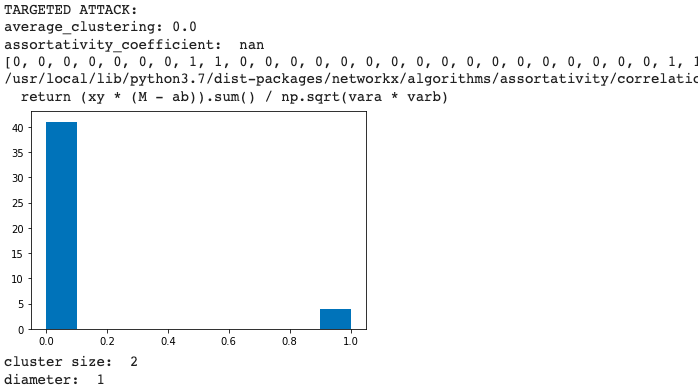 TARGETED ATTACK:
average_clustering: 0.0
assortativity_coefficient:  nan
[0, 0, 0, 0, 0, 0, 0, 1, 1, 0, 0, 0, 0, 0, 0, 0, 0, 0, 0, 0, 0, 0, 0, 0, 0, 0, 1, 1
/usr/local/lib/python3.7/dist-packages/networkx/algorithms/assortativity/correlatio
  return (xy * (M - ab)).sum() / np.sqrt(vara * varb)
40
35
30
25
20
15
10
5
0
0.0 0.2 0.4 0.6 0.8 1.0
cluster size:  2
diameter:  1